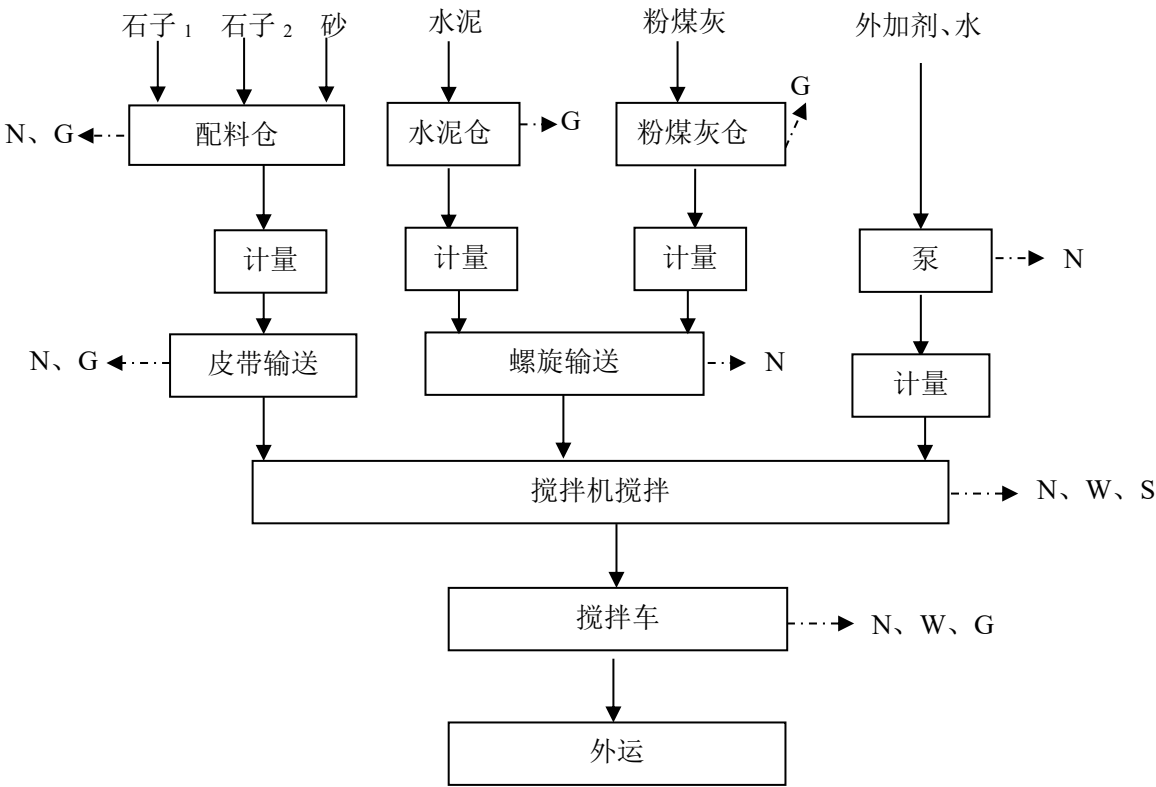 石子1 石子2 砂 水泥 粉煤灰 外加剂、水
G
N、G 配料仓 水泥仓 G 粉煤灰仓
计量 计量 计量 泵 N
N、G 皮带输送 螺旋输送 N
计量
搅拌机搅拌 N、W、S
搅拌车 N、W、G
外运